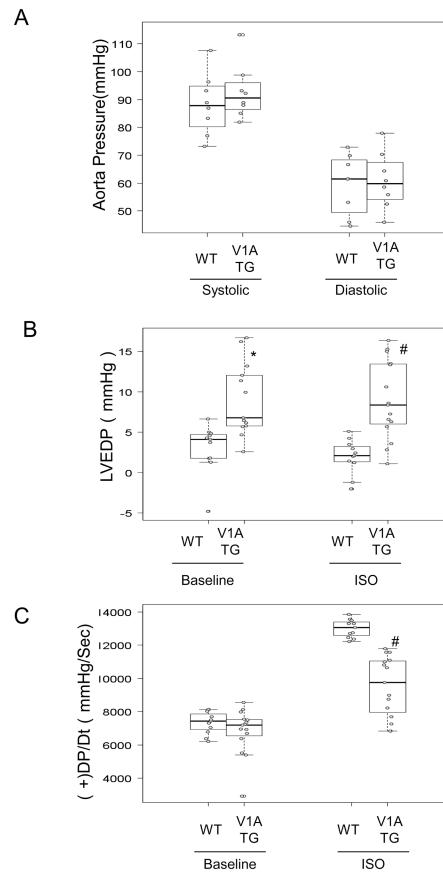 A
Aorta Pressure(mmHg)
110
100
90
80
70
60
50
WT
V1A
TG
WT
V1A
TG
Systolic
Diastolic
B
LVEDP ( mmHg )
15
10
5
0
-5
*
#
WT
V1A
TG
WT
V1A
TG
Baseline
ISO
C
( +)DP/Dt ( mmHg/Sec)
14000
12000
10000
8000
6000
4000
#
WT
V1A
TG
WT
V1A
TG
Baseline
ISO